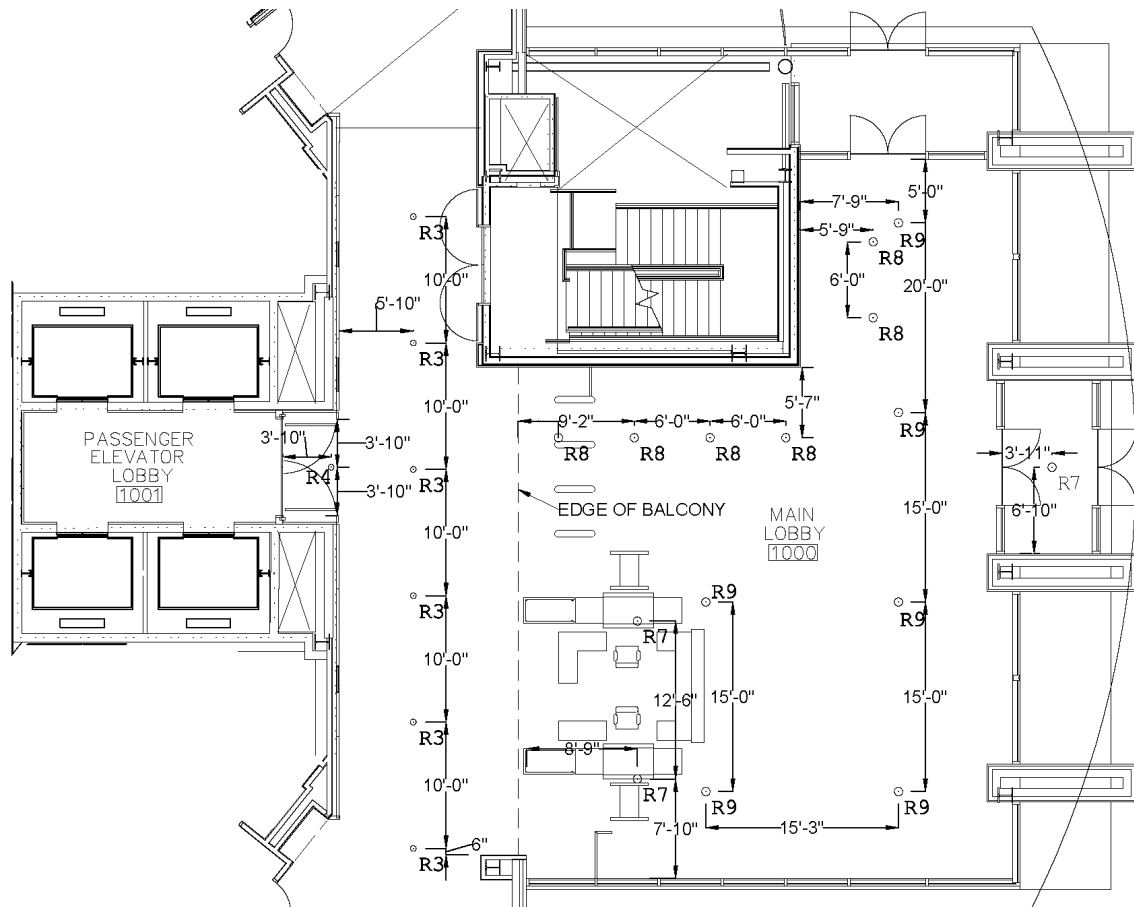 5'-0"
7'-9"
R3
5'-9"
R9
R8
10'-0"
6'-0"
20'-0"
5'-10"
R8
R3
5'-7"
10'-0"
9'-2"
6'-0"
6'-0"
R9
PASSENGER
ELEVATOR
LOBBY
1001
3'-10"
3'-10"
R8
R8
R8
3'-11"
R4
R3
R7
3'-10"
EDGE OF BALCONY
MAIN
LOBBY
1000
15'-0"
6'-10"
10'-0"
R9
R3
R9
R7
10'-0"
12'-6"
15'-0"
15'-0"
R3
8'-9"
10'-0"
R7
R9
R9
7'-10"
15'-3"
6"
R3